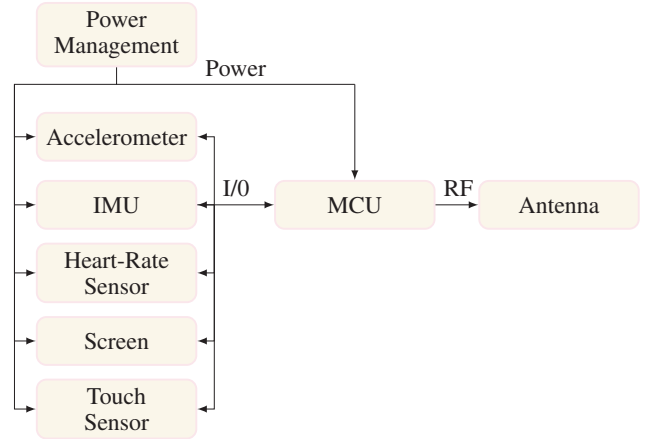 Power
Management
Power
Accelerometer
I/0
IMU
MCU
RF
Antenna
Heart-Rate
Sensor
Screen
Touch
Sensor